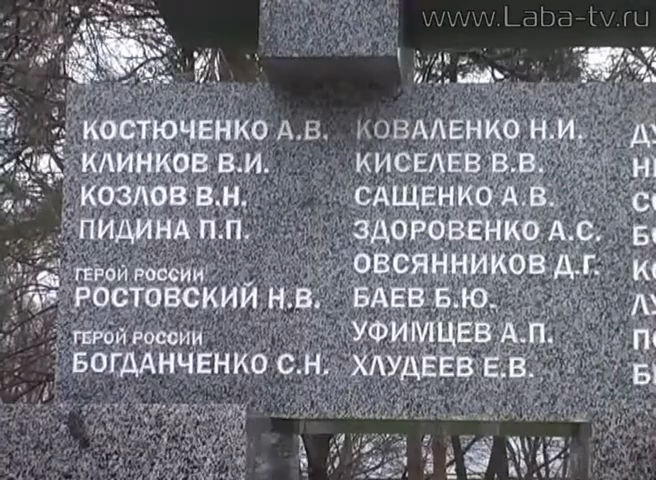 www.Laba-tv.ru
КОСТЮЧЕНКО А.В.
КЛИНКОВ В.И.
КОЗЛОВ В.Н.
ПИДИНА П.П.
ГЕРОЙ РОССИИ
РОСТОВСКИЙ Н.В.
ГЕРОЙ РОССИИ
БОГДАНЧЕНКО С.Н.
КОВАЛЕНКО Н.И.
КИСЕЛЕВ В.В.
САЩЕНКО А.В.
ЗДОРОВЕНКО А.С.
ОВСЯННИКОВ Д.Г.
БАЕВ Б.Ю.
УФИМЦЕВ А.П.
ХЛУДЕЕВ Е.В.